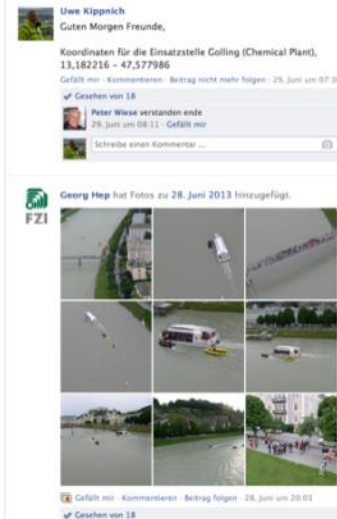 Uwe Kippnich
Guten Morgen Freunde,
Koordinaten für die Einsatzstelle Golling (Chemical Plant),
13,182216 - 47,577986
Gefällt mir · Kommentieren · Beitrag nicht mehr folgen · 29. Juni um 07:3
Gesehen von 18
Peter Wiese verstanden ende
29. Juni um 08:11 · Gefällt mir
Schreibe einen Kommentar ...
FZI
Georg Hep hat Fotos zu 28. Juni 2013 hinzugefügt.
Gefällt mir · Kommentieren · Beitrag folgen · 28. Juni um 20:03
Gesehen von 18